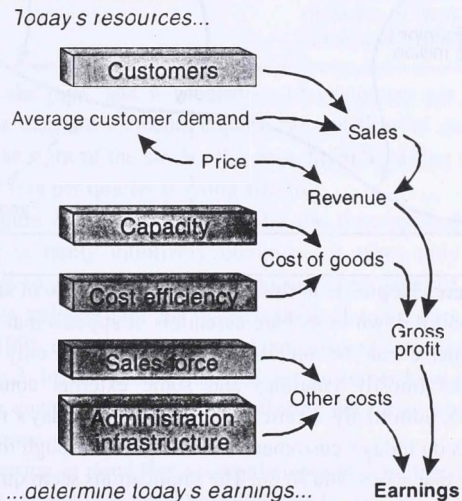 Today's resources...
Customers
Average customer demand
Sales
Price
Revenue
Capacity
Cost of goods
Cost efficiency
Gross
profit
Sales force
Other costs
Administration
infrastructure
...determine today's earnings...
Earnings